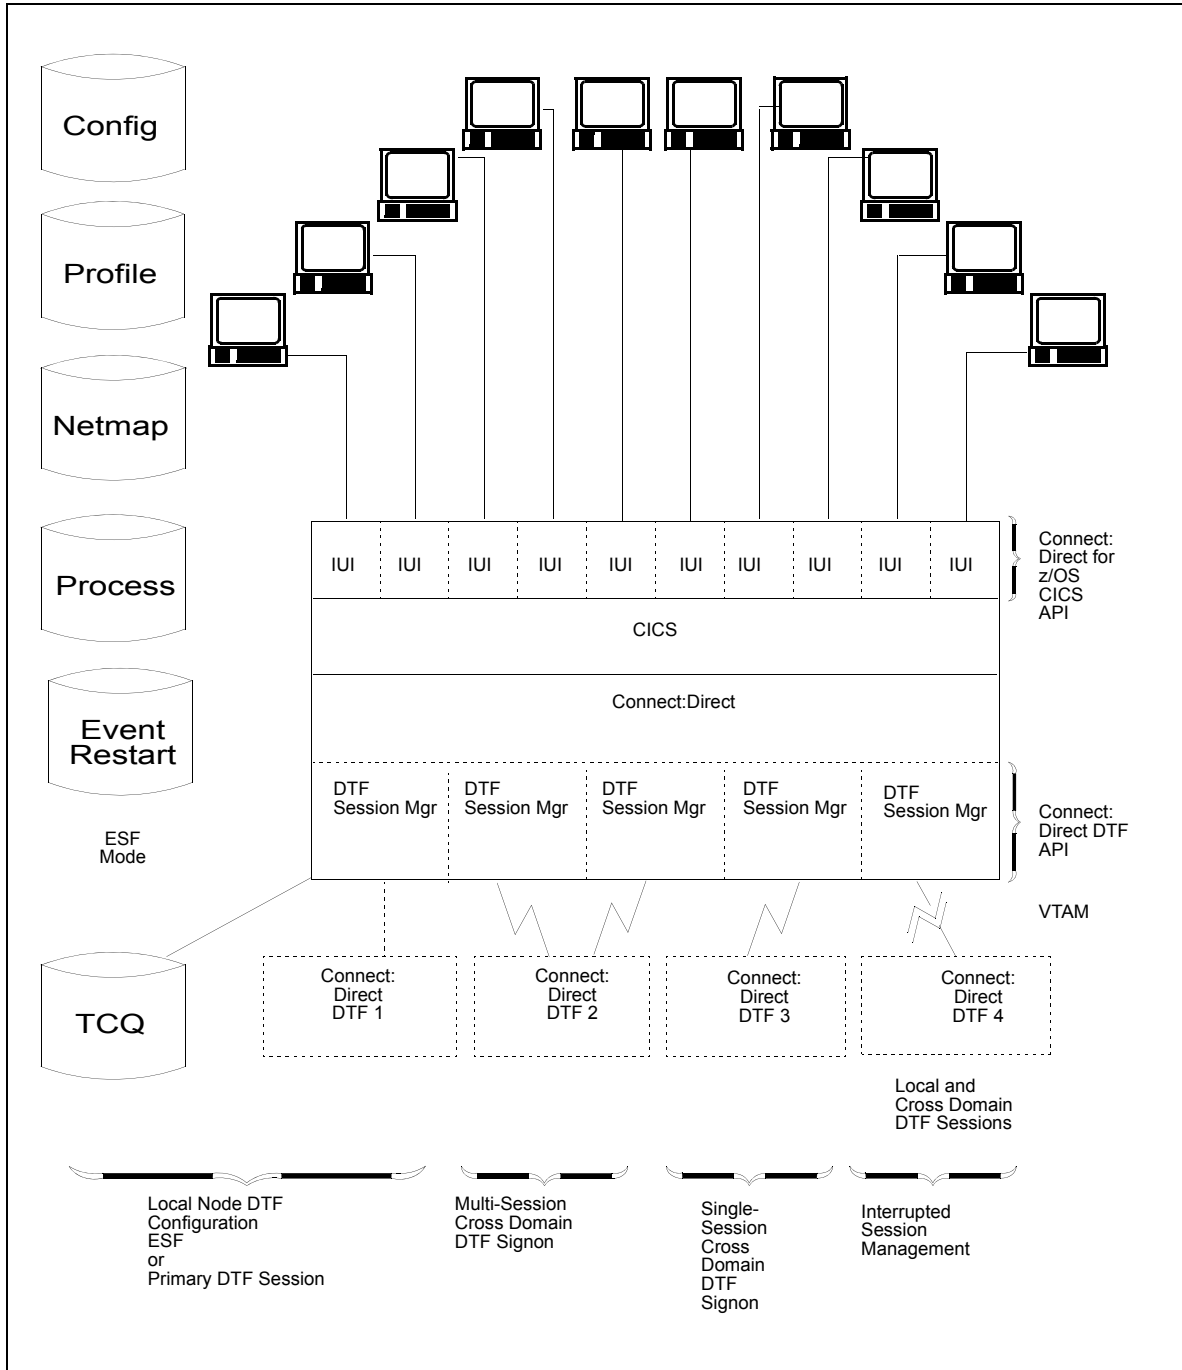 Config
Profile
Netmap
Process
Event
Restart
ESF
Mode
TCQ
IUI
IUI
IUI
IUI
IUI
IUI
IUI
IUI
IUI
IUI
Connect:
Direct for
z/OS
CICS
API
CICS
Connect:Direct
DTF
Session Mgr
DTF
Session Mgr
DTF
Session Mgr
DTF
Session Mgr
DTF
Session Mgr
Connect:
Direct DTF
API
VTAM
Connect:
Direct
DTF 1
Connect:
Direct
DTF 2
Connect:
Direct
DTF 3
Connect:
Direct
DTF 4
Local and
Cross Domain
DTF Sessions
Local Node DTF
Configuration
ESF
or
Primary DTF Session
Multi-Session
Cross Domain
DTF Signon
Single-
Session
Cross
Domain
DTF
Signon
Interrupted
Session
Management